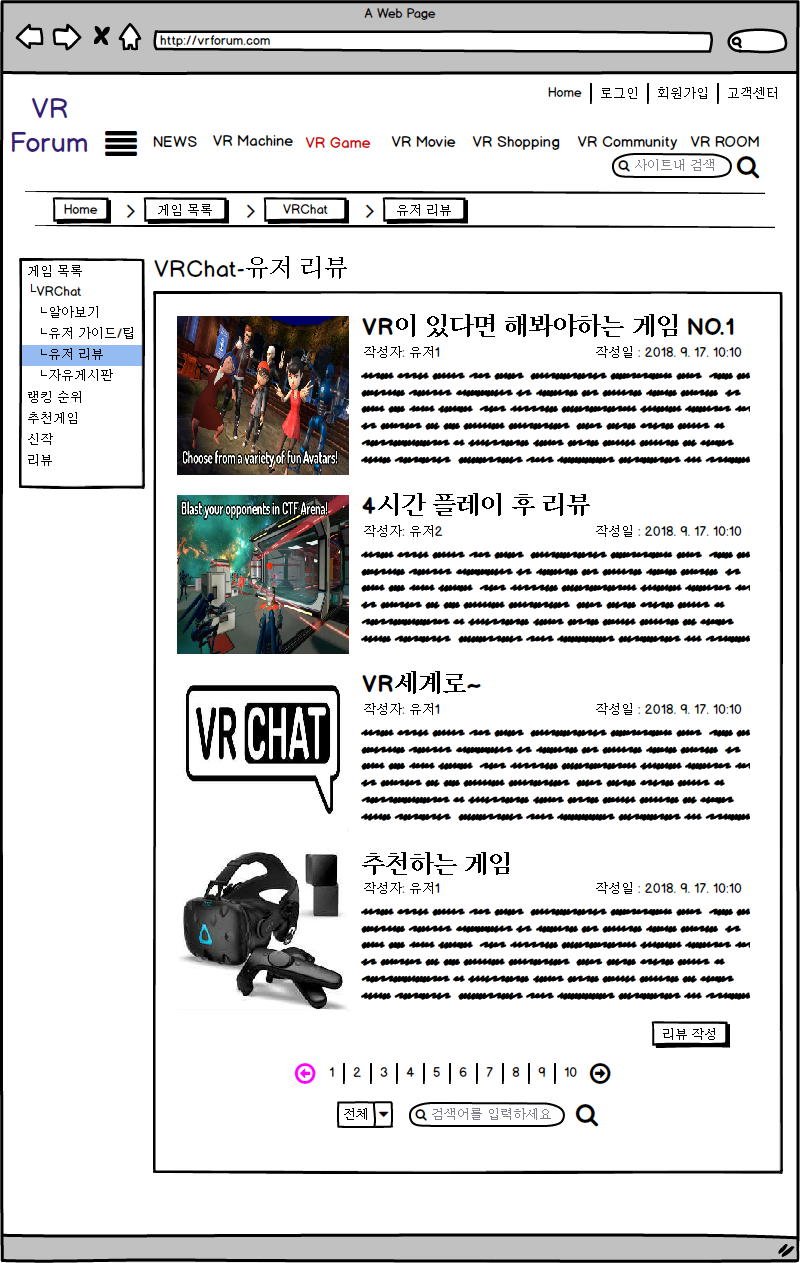 A Web Page
http://vrforum.com
Home 로그인 회원가입 고객센터
VR
Forum
NEWS VR Machine VR Game VR Movie VR Shopping VR Community VR ROOM
사이트내 검색
Home 게임 목록 VRChat 유저 리뷰
게임 목록
└VRChat
└알아보기
└유저 가이드/팁
└유저 리뷰
└자유게시판
랭킹 순위
추천게임
신작
리뷰
VRChat-유저 리뷰
Choose from a variety of fun Avatars!
VR이 있다면 해봐야하는 게임 NO.1
작성자: 유저1 작성일 : 2018. 9. 17. 10:10
Blast your opponents in CTF Arena!
4시간 플레이 후 리뷰
작성자: 유저2 작성일 : 2018. 9. 17. 10:10
VR CHAT
VR세계로~
작성자: 유저1 작성일 : 2018. 9. 17. 10:10
추천하는 게임
작성자: 유저1 작성일 : 2018. 9. 17. 10:10
리뷰 작성
1 2 3 4 5 6 7 8 9 10
전체 검색어를 입력하세요